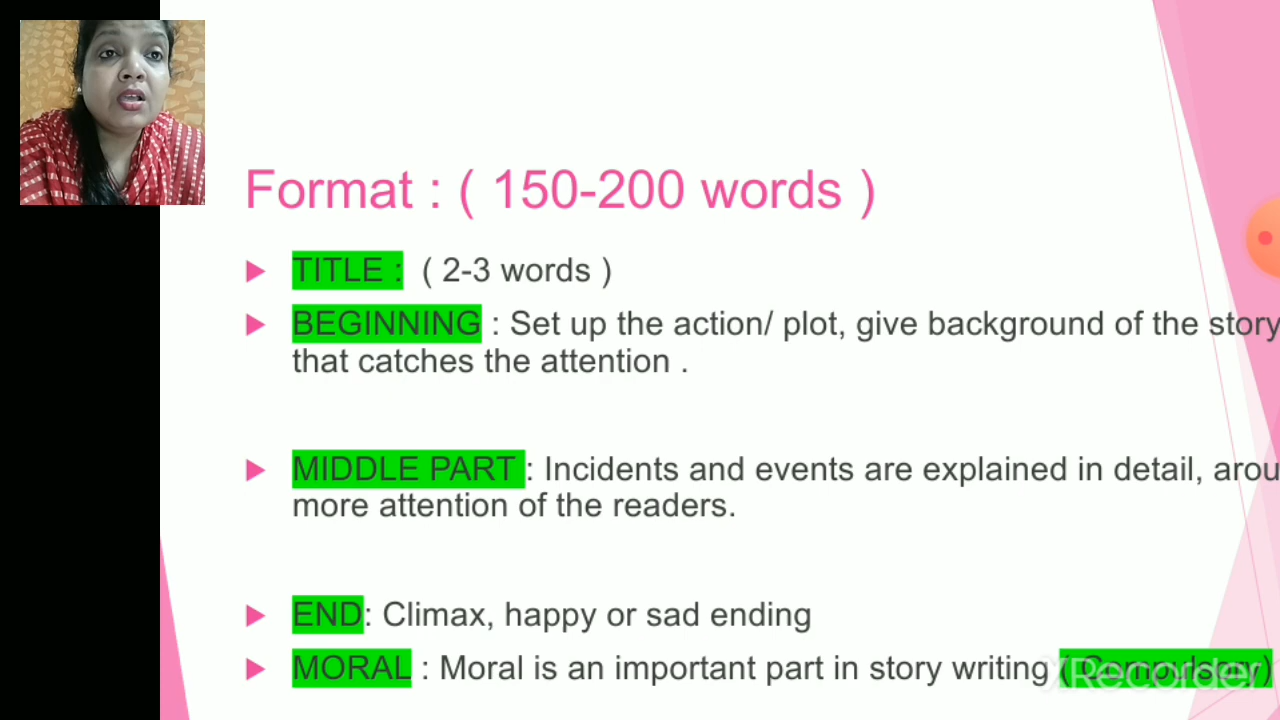 Format : ( 150-200 words )
TITLE : ( 2-3 words )
BEGINNING : Set up the action/ plot, give background of the story
that catches the attention .
MIDDLE PART : Incidents and events are explained in detail,
more attention of the readers.
END: Climax, happy or sad ending
MORAL : Moral is an important part in story writing ( Compulsory)
XRecorder